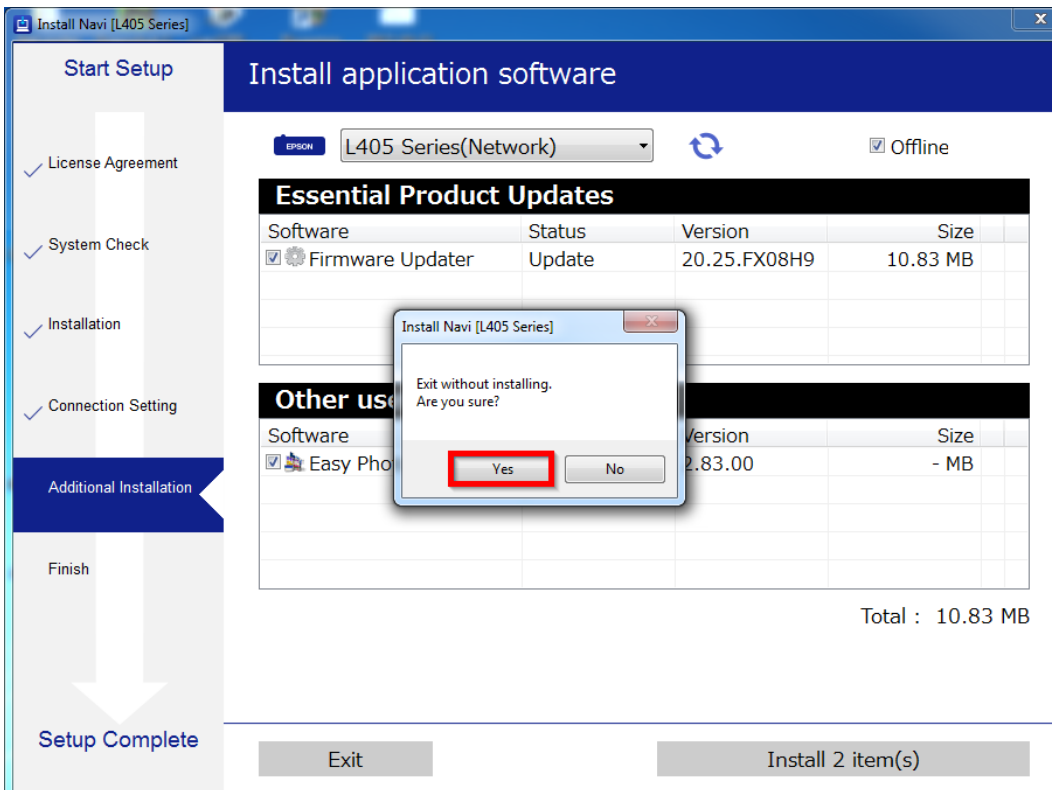 Install Navi [L405 Series]
Start Setup
License Agreement
System Check
Installation
Connection Setting
Additional Installation
Finish
Setup Complete
Install application software
EPSON
L405 Series(Network)
Offline
Essential Product Updates
Software Status Version Size
Firmware Updater Update 20.25.FX08H9 10.83 MB
Install Navi [L405 Series]
Exit without installing.
Are you sure?
Yes No
Other
Software Version Size
Easy 2.83.00 - MB
Total : 10.83 MB
Exit Install 2 item(s)